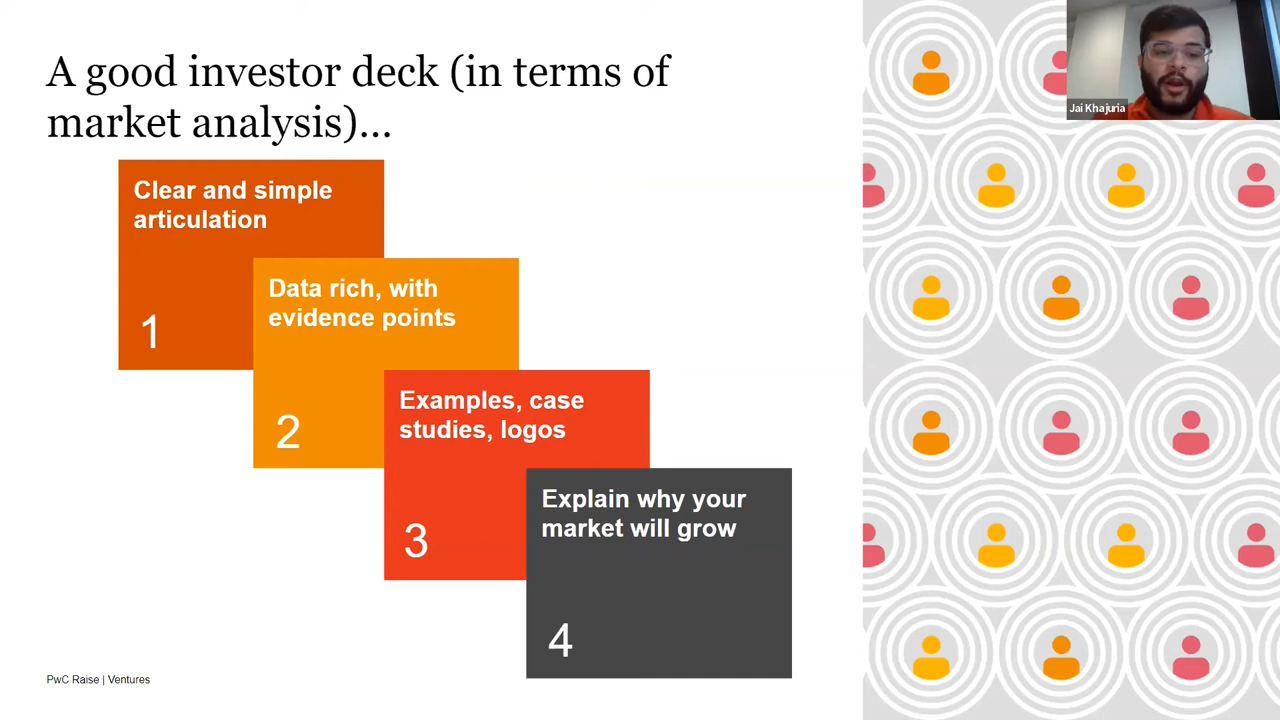 A good investor deck (in terms of
market analysis)...
Clear and simple
articulation
1
Data rich, with
evidence points
2
Examples, case
studies, logos
3
Explain why your
market will grow
4
PwC Raise | Ventures
Jai Khajuria